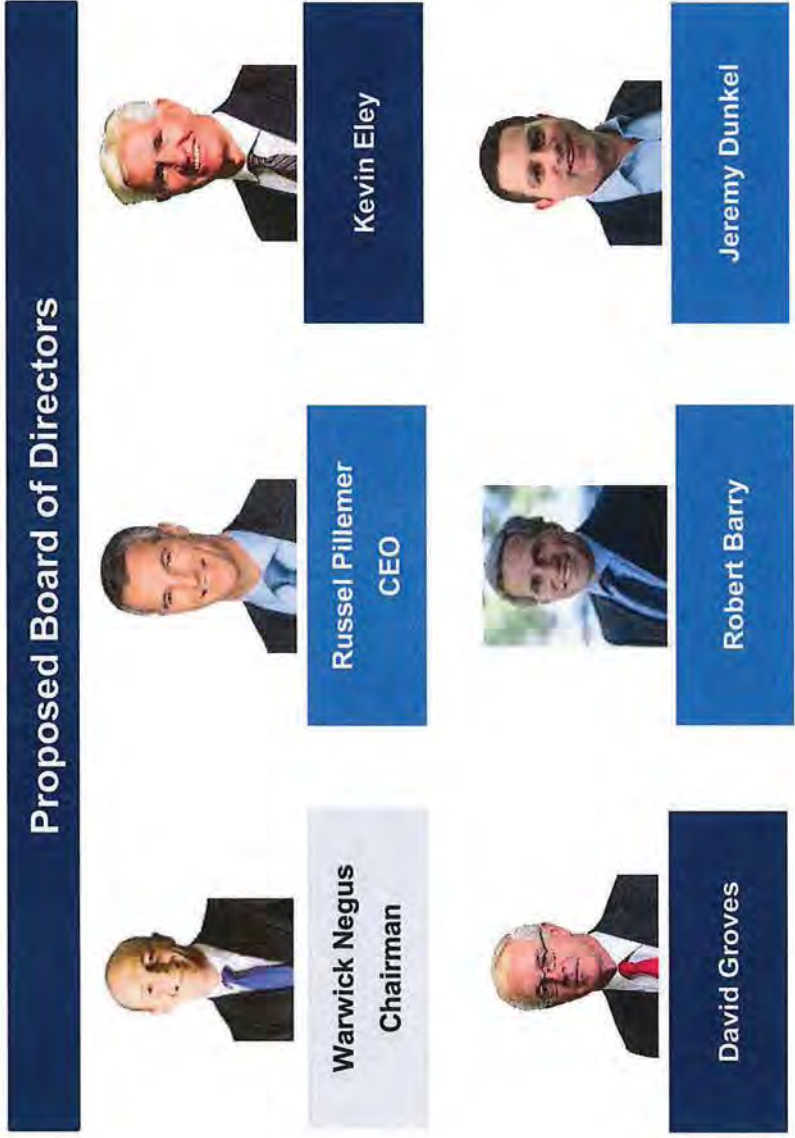 Proposed Board of Directors
Warwick Negus
Chairman
Russel Pillemer
CEO
Kevin Eley
David Groves
Robert Barry
Jeremy Dunkel